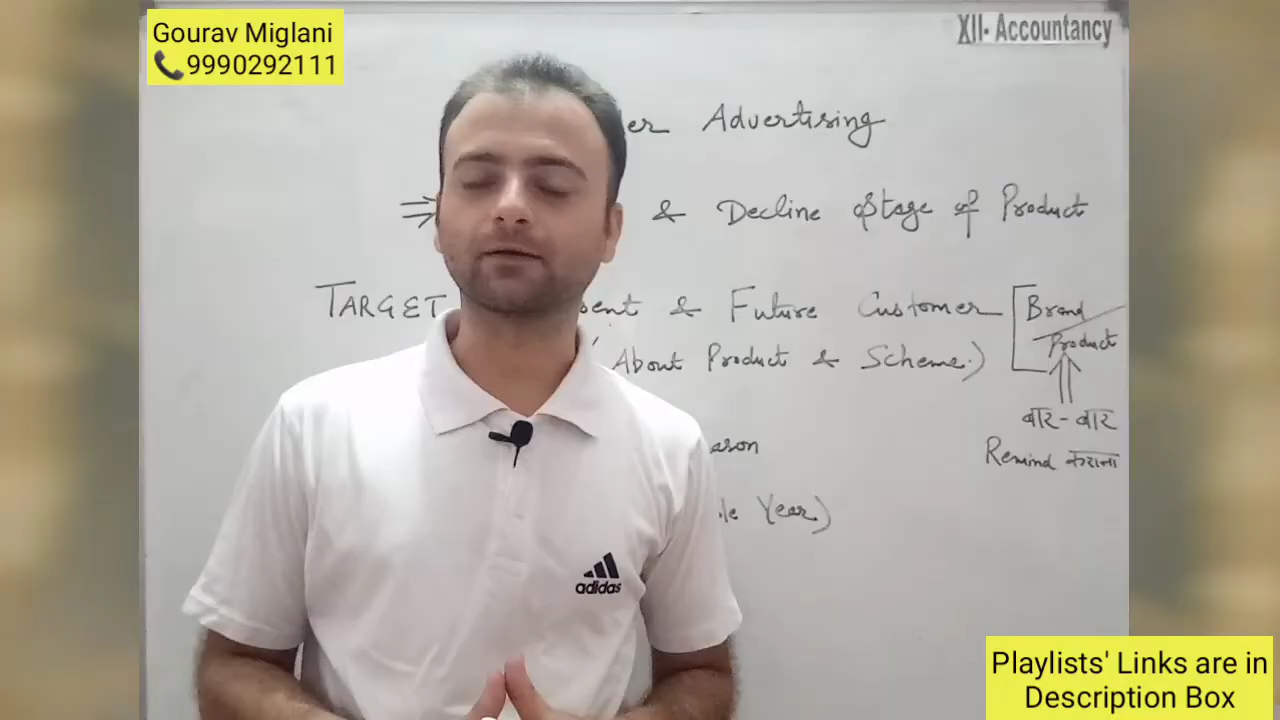 Gourav Miglani
📞9990292111
XII- Accountancy
Advertising
& Decline Stage of Product
TARGET & Future Customer Brand
Product
(About Product & Scheme.)
बार-बार
Remind कराना
Year)
adidas
Playlists' Links are in
Description Box